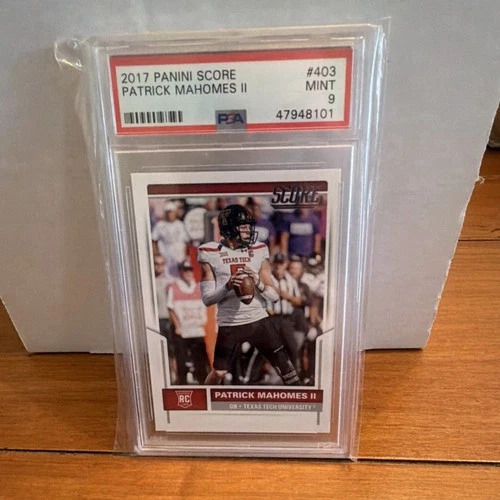 2017 PANINI SCORE #403
PATRICK MAHOMES II MINT
9
PSA 47948101
SCORE
TEXAS TECH
5
PATRICK MAHOMES II
RC
QB • TEXAS TECH UNIVERSITY